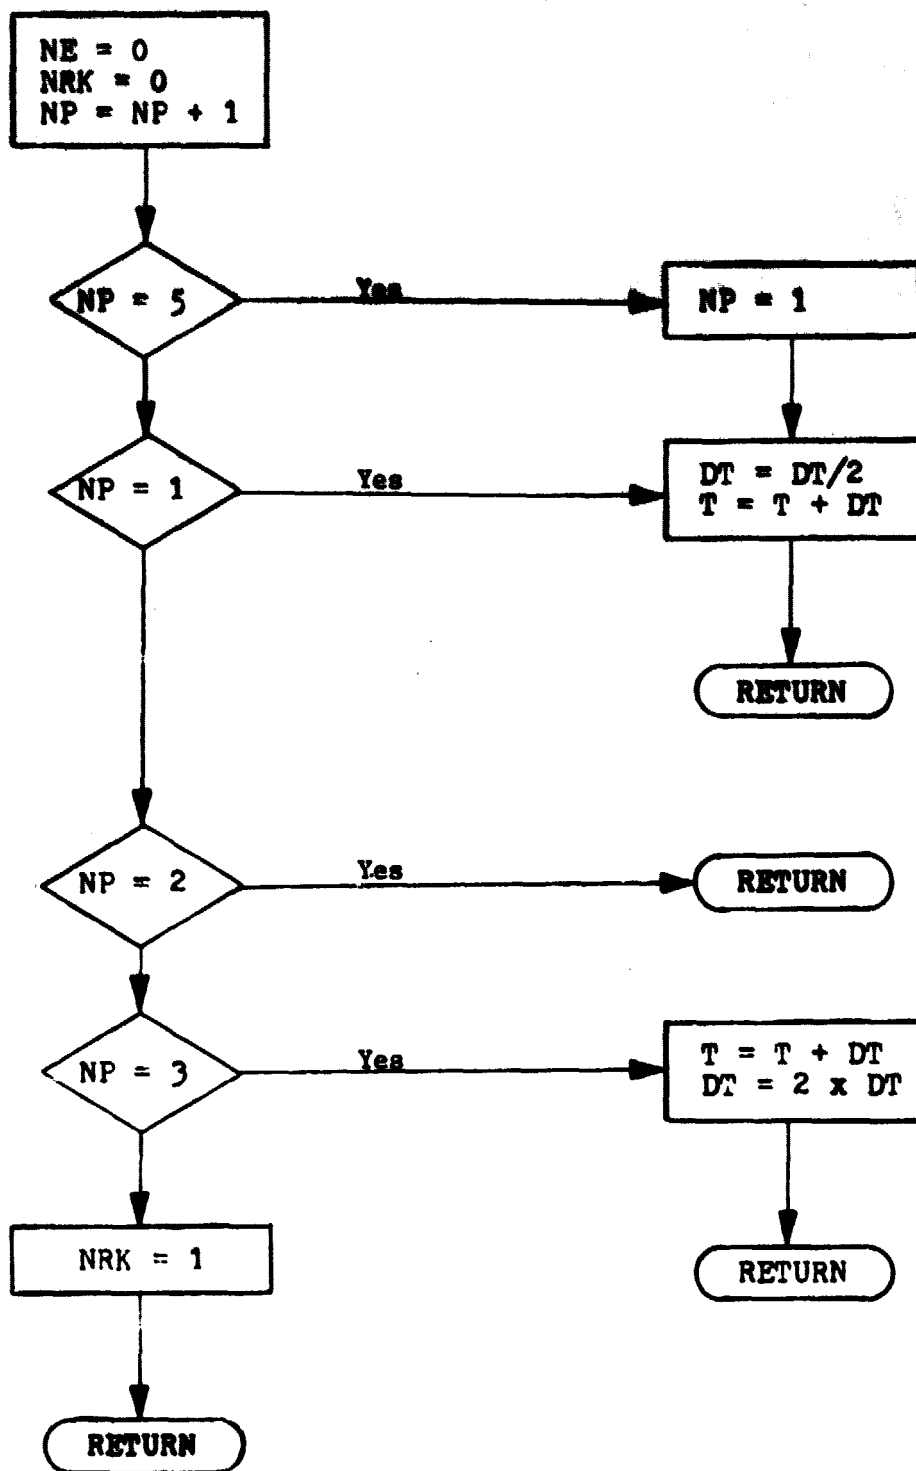 NE = 0
NRK = 0
NP = NP + 1
NP = 5
Yes
NP = 1
NP = 1
Yes
DT = DT/2
T = T + DT
RETURN
NP = 2
Yes
RETURN
NP = 3
Yes
T = T + DT
DT = 2 x DT
NRK = 1
RETURN
RETURN